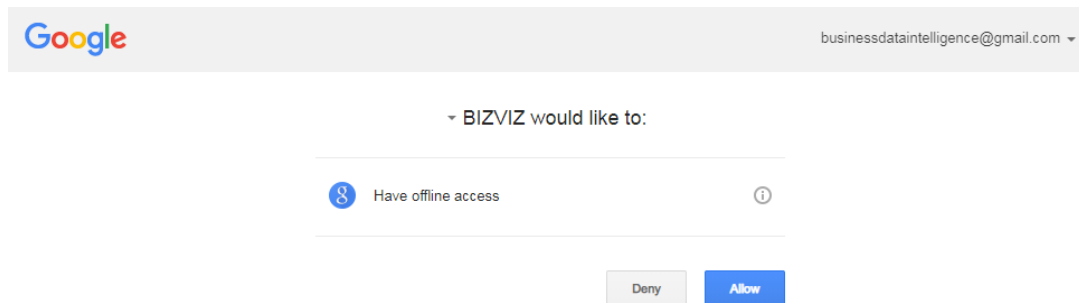 Google
businessdataintelligence@gmail.com
BIZVIZ would like to:
Have offline access
Deny Allow